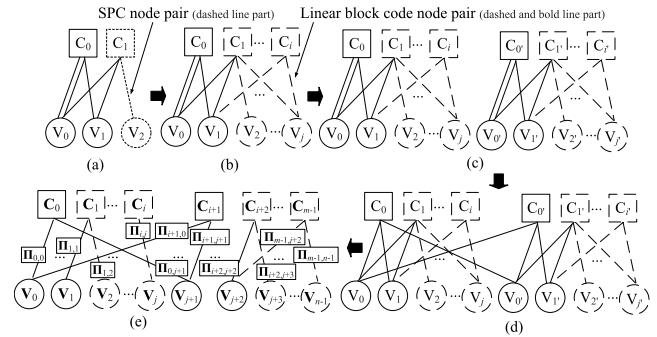 SPC node pair (dashed line part)
Linear block code node pair (dashed and bold line part)
C0 C1
C0 C1 ... Ci
C0 C1 ... Ci
C0' C1' ... Ci'
... ... ...
V0 V1 V2
V0 V1 V2 ... Vj
V0 V1 V2 ... Vj
V0' V1' V2' ... Vj'
(a)
(b)
(c)
C0 C1 ... Ci
Ci+1 Ci+2 ... Cm-1
C0 C1 ... Ci
C0' C1' ... Ci'
Πi,j Πi+1,0 Πi+1,j+1 Πm-1,j+2
Π0,0 Π1,1 ... ... ... Πm-1,n-1
Π1,2 Π0,j+1 Πi+2,j+2 Πi+2,j+3
... ...
V0 V1 V2 ... Vj Vj+1 Vj+2 Vj+3 ... Vn-1
V0 V1 V2 ... Vj V0' V1' V2' ... Vj'
(e)
(d)